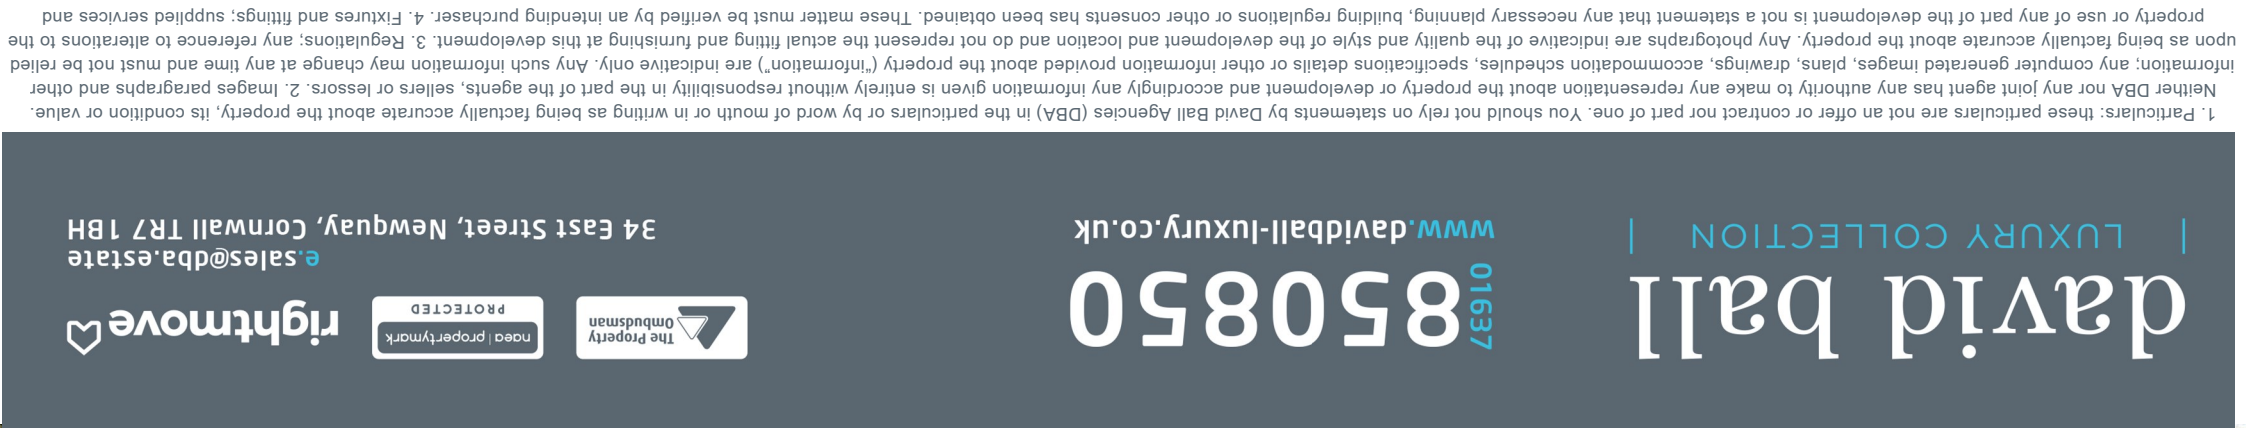 david ball
| LUXURY COLLECTION |
01637 850850
www.davidball-luxury.co.uk
The Property
Ombudsman
naea | propertymark
PROTECTED
rightmove
e.sales@dba.estate
34 East Street, Newquay, Cornwall TR7 1BH
1. Particulars: these particulars are not an offer or contract nor part of one. You should not rely on statements by David Ball Agencies (DBA) in the particulars or by word of mouth or in writing as being factually accurate about the property, its condition or value.
Neither DBA nor any joint agent has any authority to make any representation about the property or development and accordingly any information given is entirely without responsibility in the part of the agents, sellers or lessors. 2. Images paragraphs and other
information; any computer generated images, plans, drawings, accommodation schedules, specifications details or other information provided about the property ("information") are indicative only. Any such information may change at any time and must not be relied
upon as being factually accurate about the property. Any photographs are indicative of the quality and style of the development and location and do not represent the actual fitting and furnishing at this development. 3. Regulations; any reference to alterations to the
property or use of any part of the development is not a statement that any necessary planning, building regulations or other consents has been obtained. These matter must be verified by an intending purchaser. 4. Fixtures and fittings; supplied services and